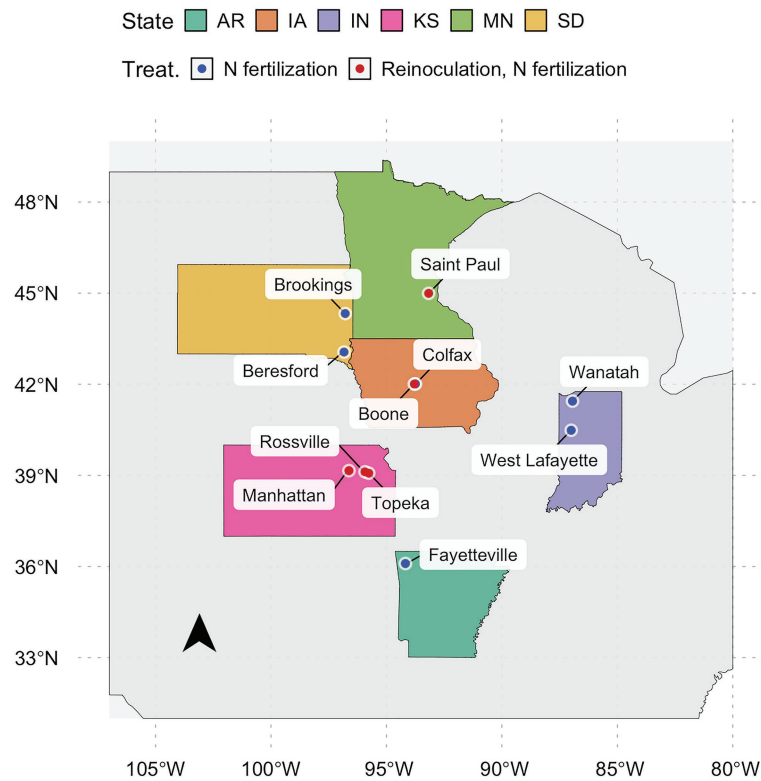 State AR IA IN KS MN SD
Treat. N fertilization Reinoculation, N fertilization
48°N
Saint Paul
Brookings
45°N
Colfax
Beresford
Wanatah
42°N
Boone
Rossville
West Lafayette
39°N
Manhattan
Topeka
Fayetteville
36°N
33°N
105°W 100°W 95°W 90°W 85°W 80°W